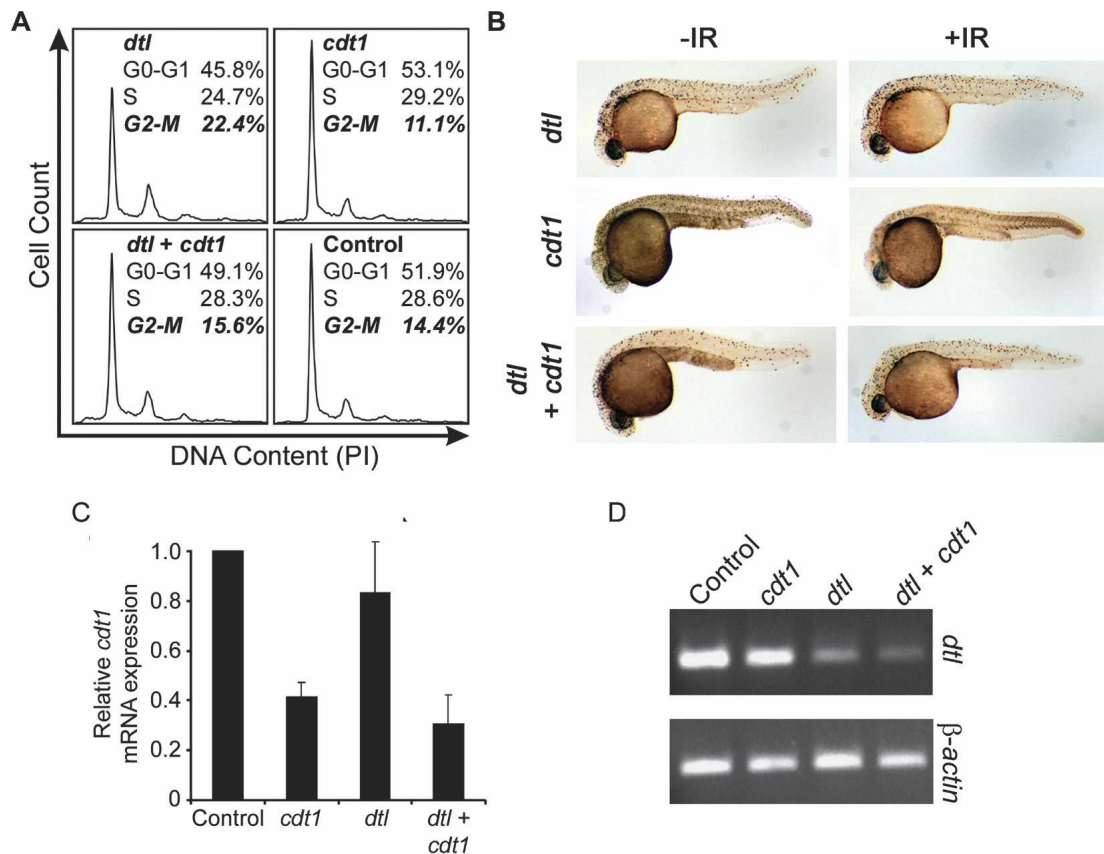 A
Cell Count
dtl
G0-G1 45.8%
S 24.7%
G2-M 22.4%
cdt1
G0-G1 53.1%
S 29.2%
G2-M 11.1%
dtl + cdt1
G0-G1 49.1%
S 28.3%
G2-M 15.6%
Control
G0-G1 51.9%
S 28.6%
G2-M 14.4%
DNA Content (PI)
B
-IR +IR
dtl
cdt1
dtl
+ cdt1
C
Relative cdt1
mRNA expression
1.0
0.8
0.6
0.4
0.2
0
Control cdt1 dtl dtl +
cdt1
D
Control cdt1 dtl dtl + cdt1
dtl
β-actin